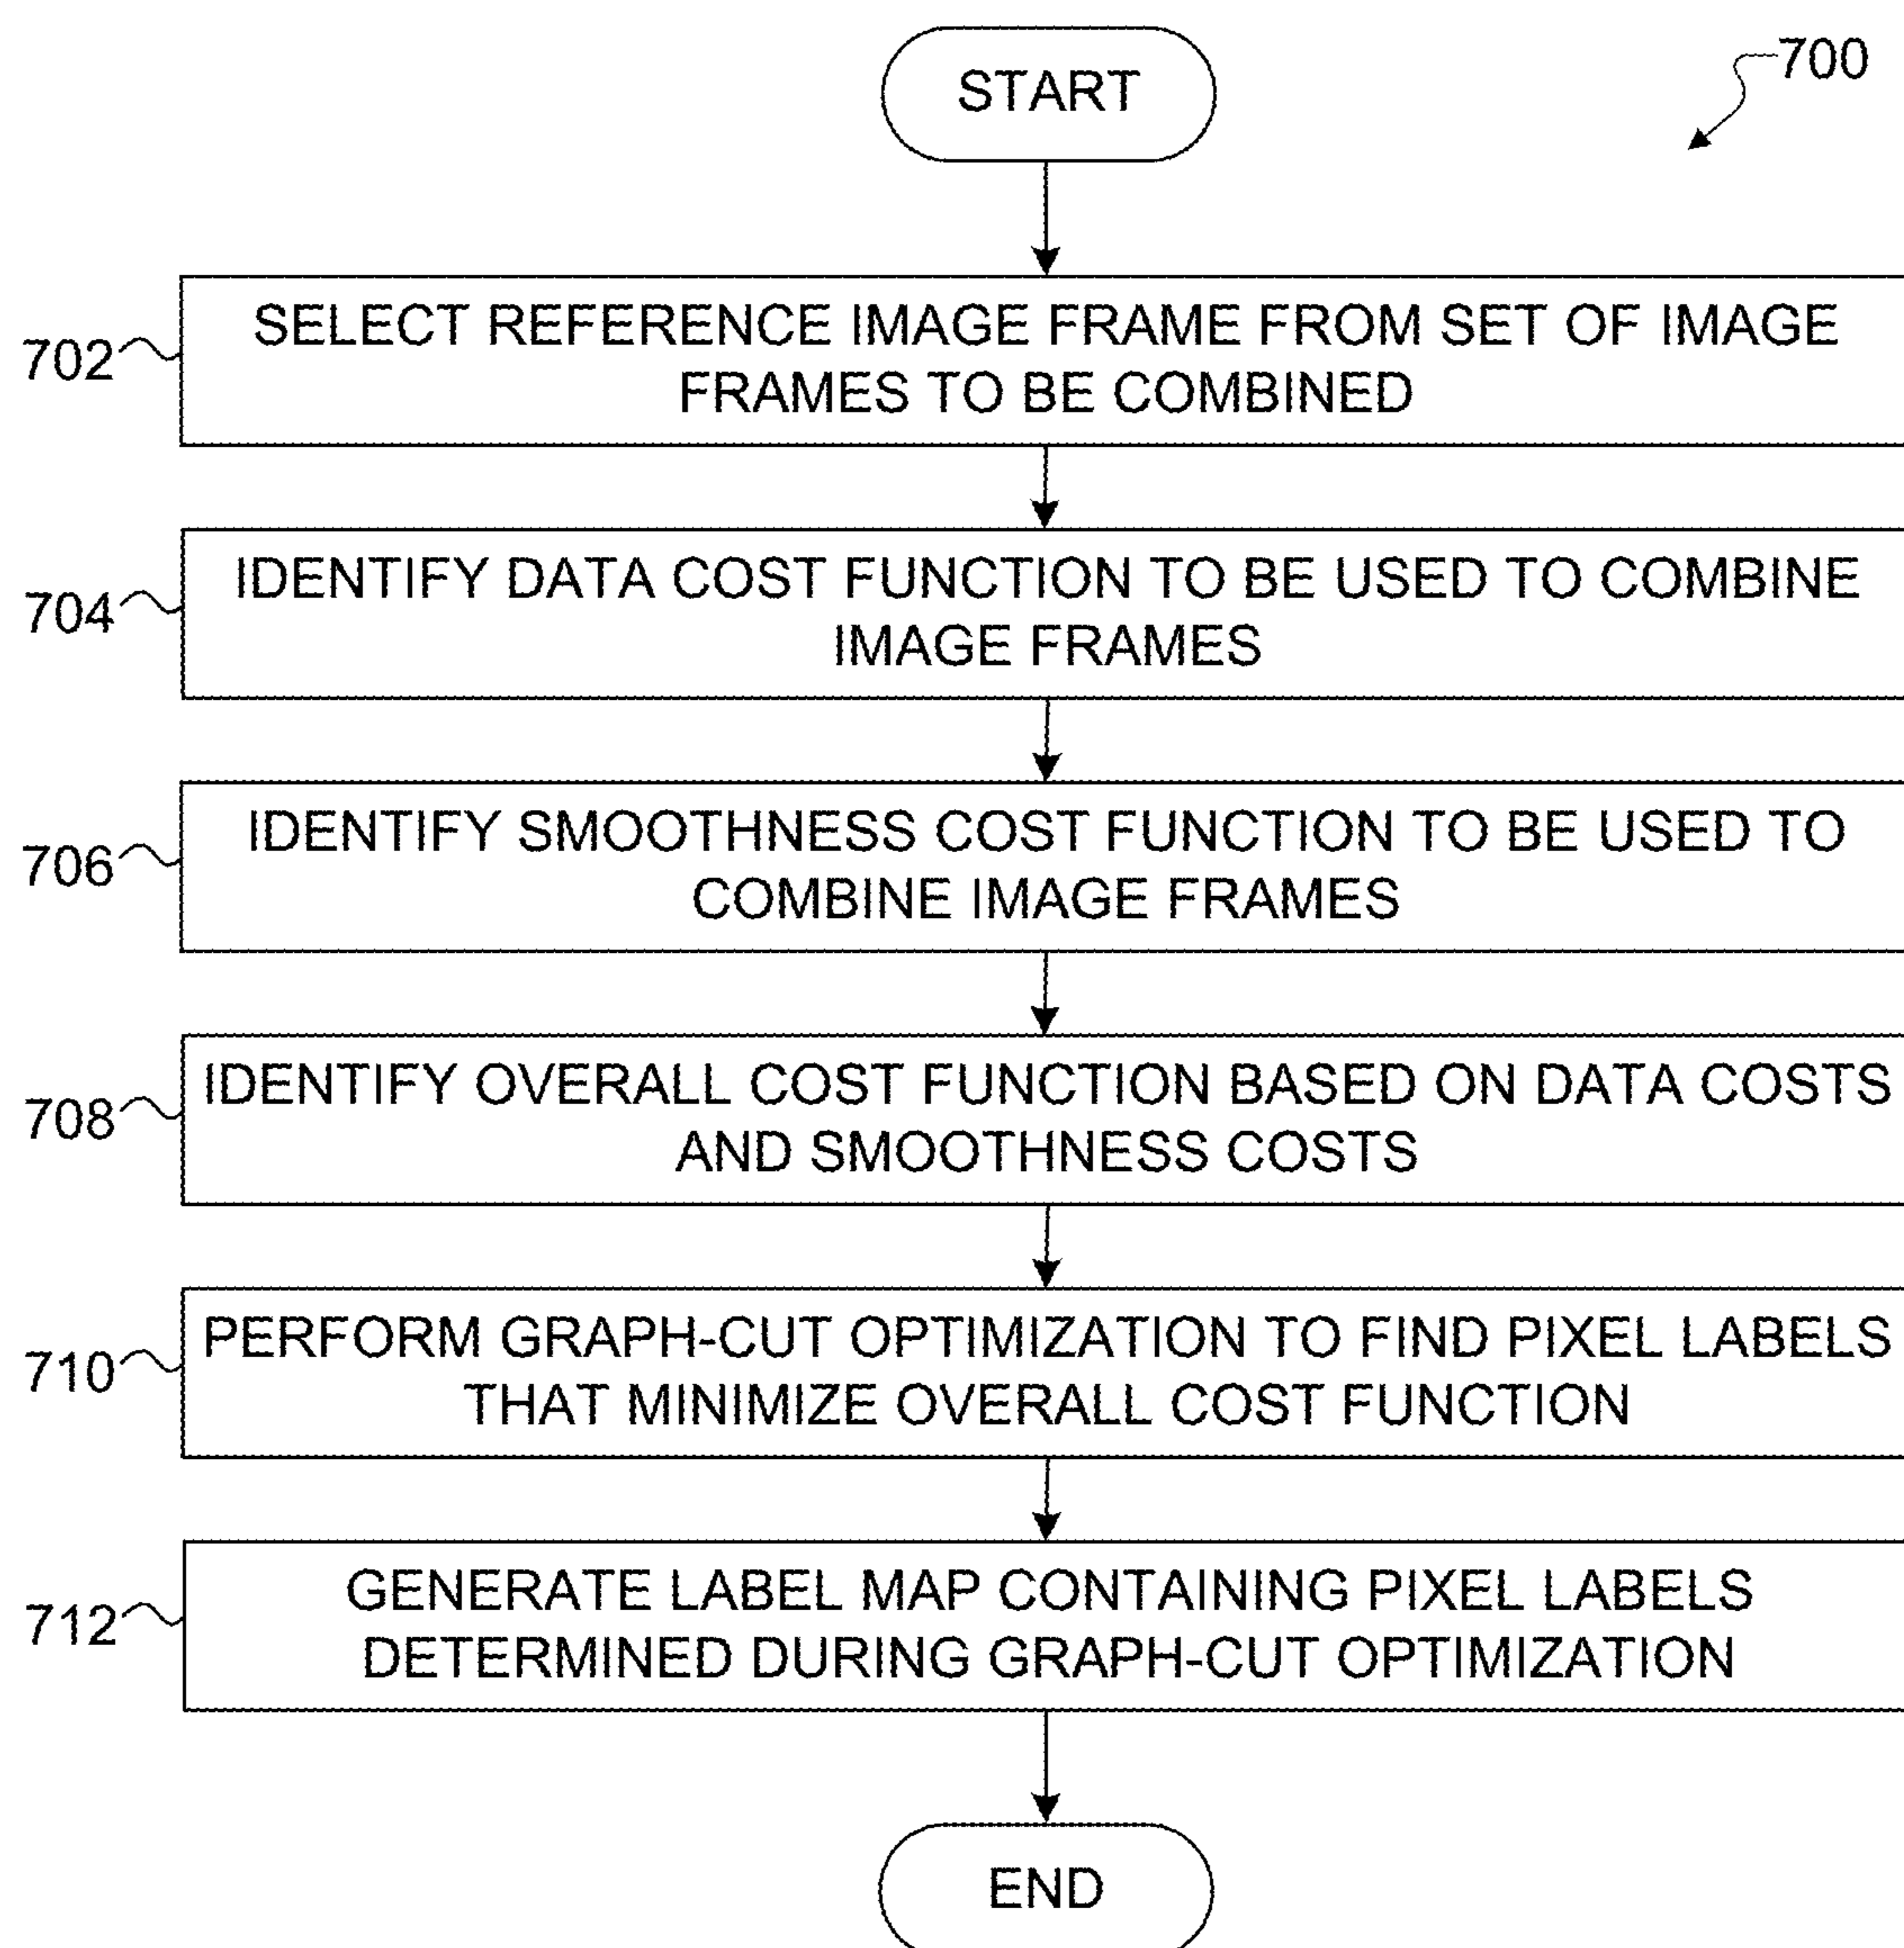 START
700
702
SELECT REFERENCE IMAGE FRAME FROM SET OF IMAGE
FRAMES TO BE COMBINED
704
IDENTIFY DATA COST FUNCTION TO BE USED TO COMBINE
IMAGE FRAMES
706
IDENTIFY SMOOTHNESS COST FUNCTION TO BE USED TO
COMBINE IMAGE FRAMES
708
IDENTIFY OVERALL COST FUNCTION BASED ON DATA COSTS
AND SMOOTHNESS COSTS
710
PERFORM GRAPH-CUT OPTIMIZATION TO FIND PIXEL LABELS
THAT MINIMIZE OVERALL COST FUNCTION
712
GENERATE LABEL MAP CONTAINING PIXEL LABELS
DETERMINED DURING GRAPH-CUT OPTIMIZATION
END